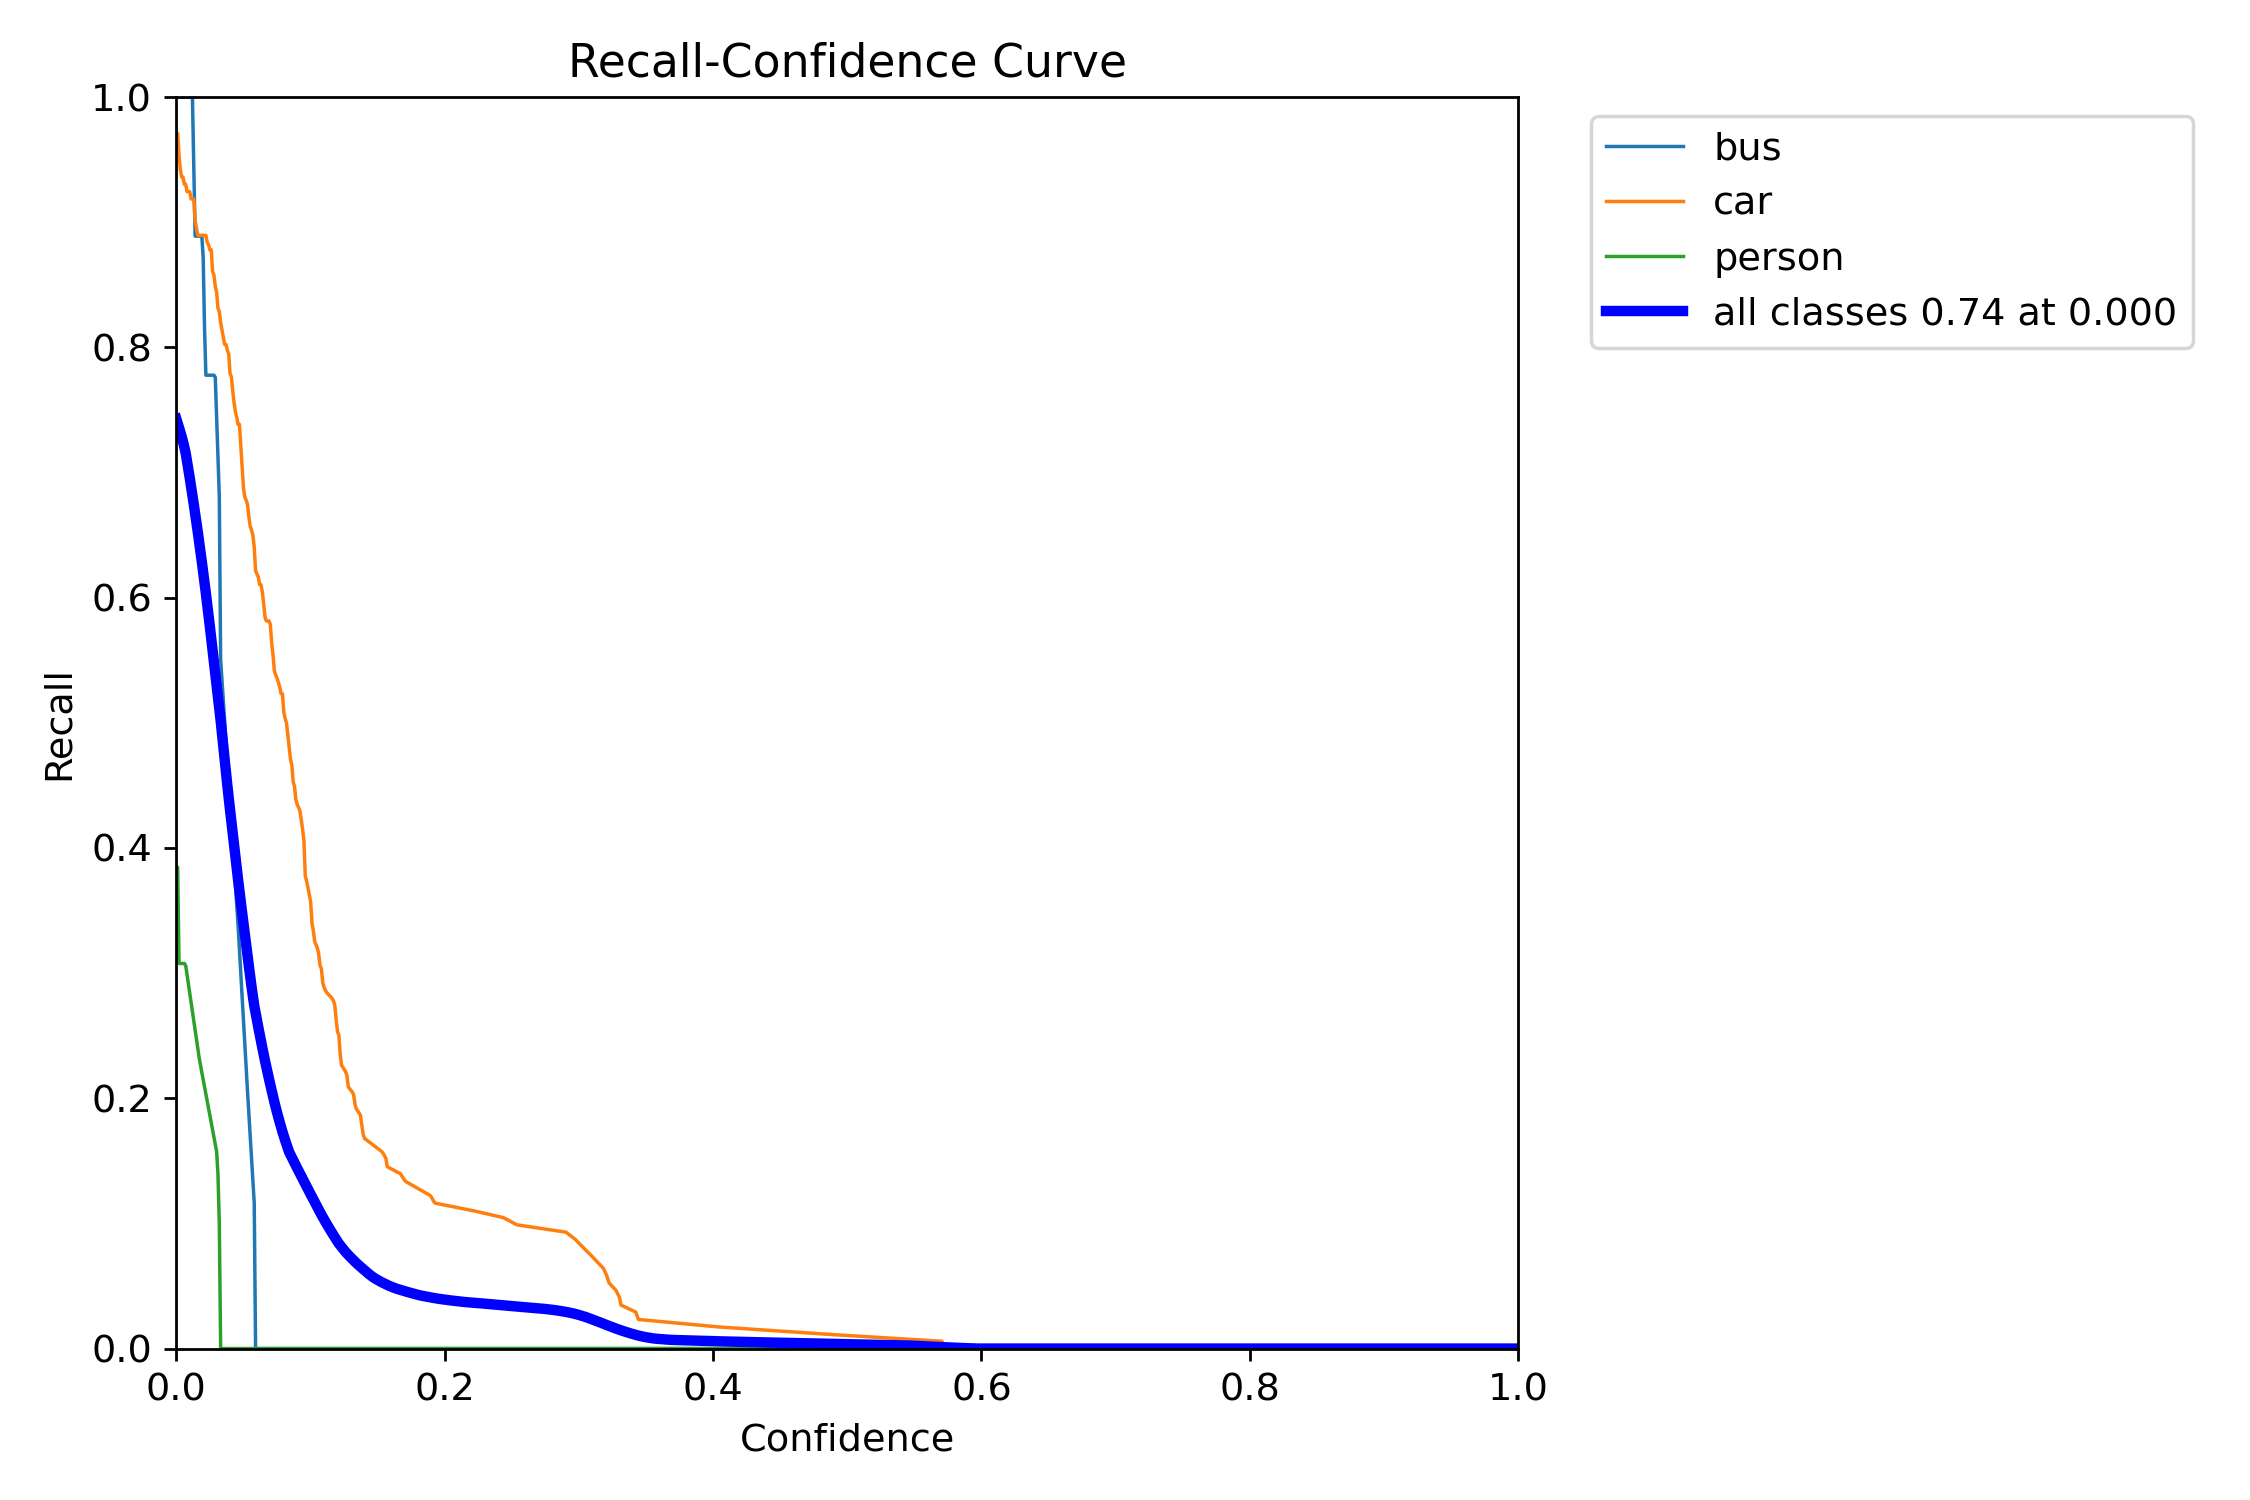 Recall-Confidence Curve
1.0
0.8
0.6
0.4
0.2
0.0
Recall
0.0 0.2 0.4 0.6 0.8 1.0
Confidence
bus
car
person
all classes 0.74 at 0.000